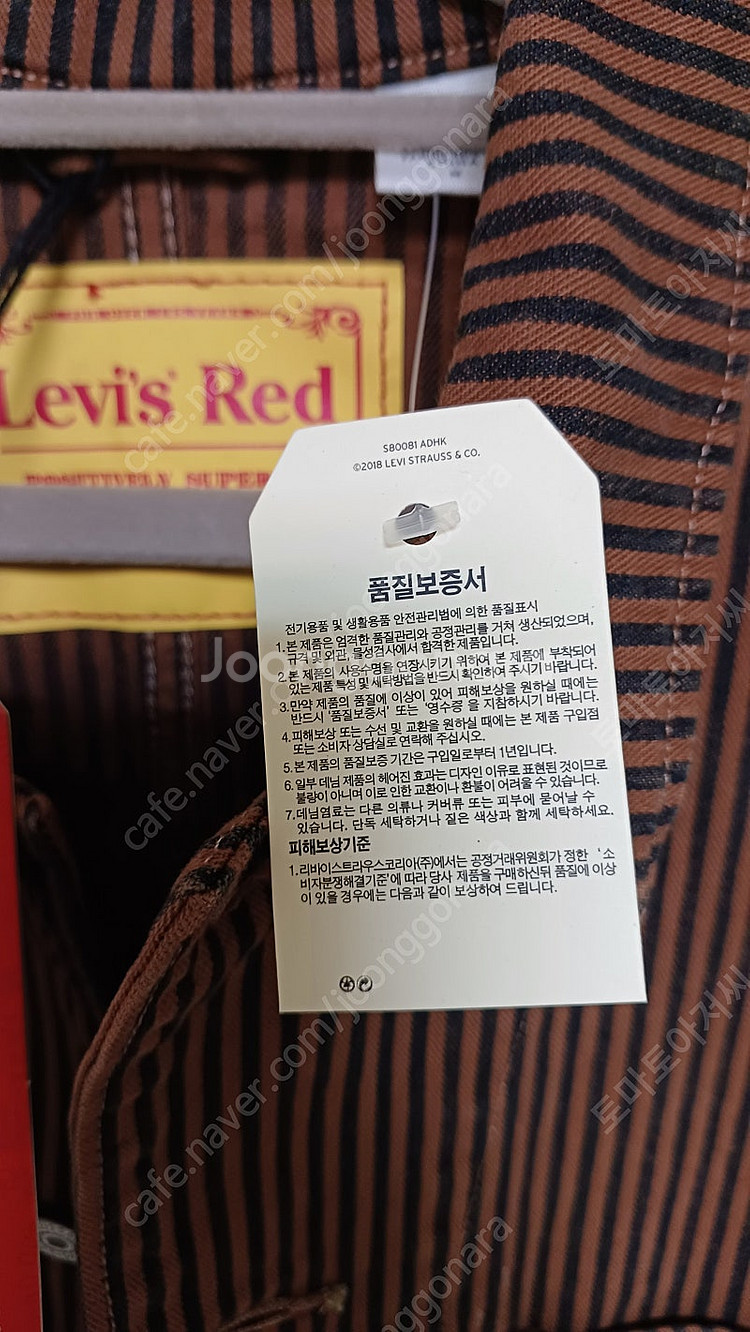 Levi's Red
SB0081 ADHK
©2018 LEVI STRAUSS & CO.
품질보증서
전기용품 및 생활용품 안전관리법에 의한 품질표시
1.본 제품은 엄격한 품질관리와 공정관리를 거쳐 생산되었으며,
규격 및 외관, 물성검사에서 합격한 제품입니다.
2.본 제품의 사용수명을 연장시키기 위하여 본 제품에 부착되어
있는 제품 특성 및 세탁방법을 반드시 확인하여 주시기 바랍니다.
3.만약 제품의 품질에 이상이 있어 피해보상을 원하실 때에는
반드시 '품질보증서' 또는 '영수증'을 지참하시기 바랍니다.
4.피해보상 또는 수선 및 교환을 원하실 때에는 본 제품 구입점
또는 소비자 상담실로 연락해 주십시요.
5.본 제품의 품질보증 기간은 구입일로부터 1년입니다.
6.일부 데님 제품의 헤어진 효과는 디자인 이유로 표현된 것이므로
불량이 아니며 이로 인한 교환이나 환불이 어려울 수 있습니다.
7.데님염료는 다른 의류나 커버류 또는 피부에 묻어날 수
있습니다. 단독 세탁하거나 짙은 색상과 함께 세탁하세요.
피해보상기준
1.리바이스트라우스코리아(주)에서는 공정거래위원회가 정한 '소
비자분쟁해결기준'에 따라 당사 제품을 구매하신뒤 품질에 이상
이 있을 경우에는 다음과 같이 보상하여 드립니다.
cafe.naver.com/joonggonara
토마토아저씨